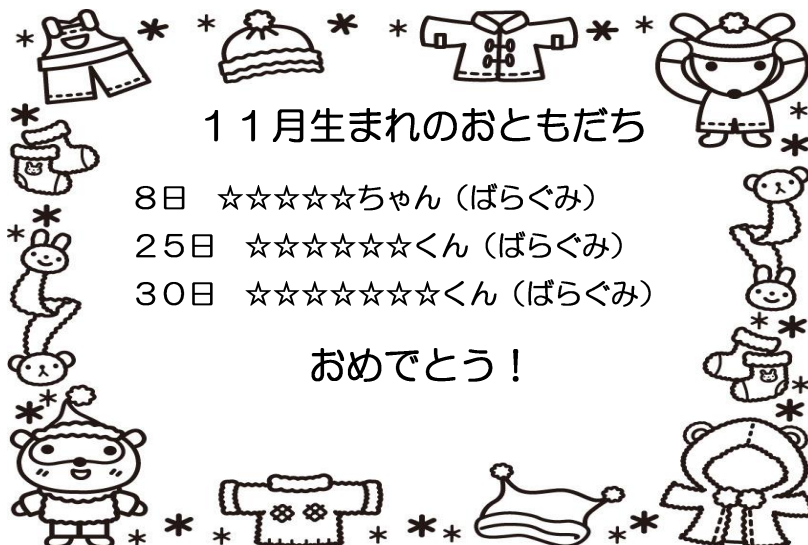 １１月生まれのおともだち
８日　☆☆☆☆☆ちゃん（ばらぐみ）
２５日　☆☆☆☆☆☆くん（ばらぐみ）
３０日　☆☆☆☆☆☆☆くん（ばらぐみ）
おめでとう！